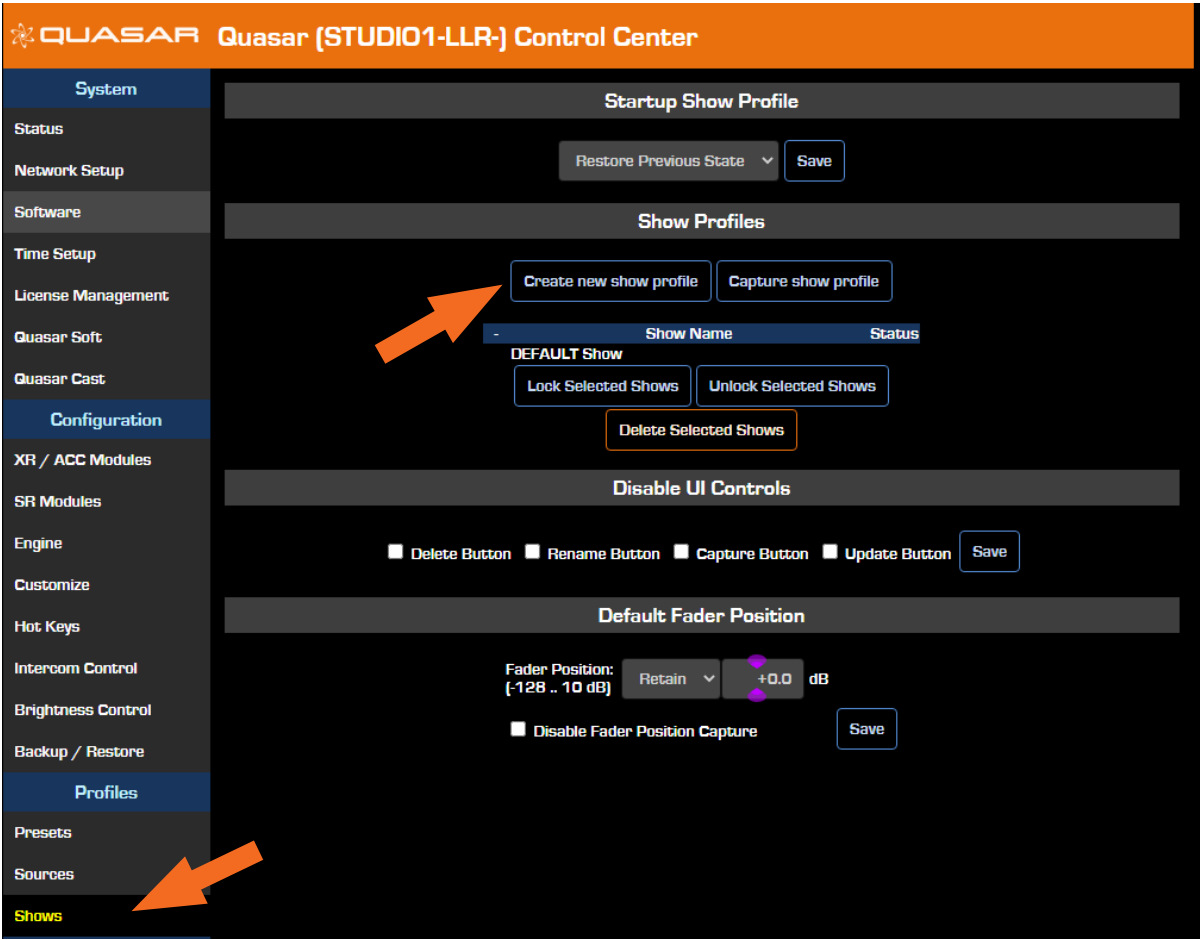 QUASAR Quasar (STUDIO1-LLR-) Control Center
System
Status
Network Setup
Software
Time Setup
License Management
Quasar Soft
Quasar Cast
Configuration
XR / ACC Modules
SR Modules
Engine
Customize
Hot Keys
Intercom Control
Brightness Control
Backup / Restore
Profiles
Presets
Sources
Shows
Startup Show Profile
Restore Previous State Save
Show Profiles
Create new show profile Capture show profile
- Show Name Status
DEFAULT Show
Lock Selected Shows Unlock Selected Shows
Delete Selected Shows
Disable UI Controls
Delete Button Rename Button Capture Button Update Button Save
Default Fader Position
Fader Position:
(-128 .. 10 dB) Retain +0.0 dB
Disable Fader Position Capture Save